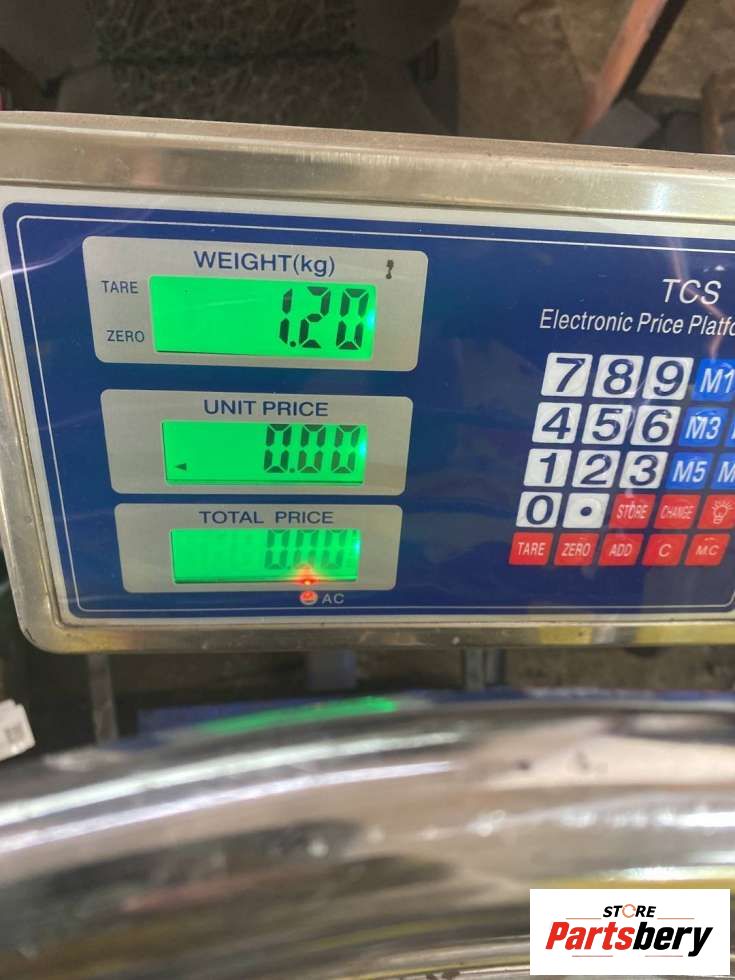 WEIGHT(kg)
TARE
1.20
ZERO
UNIT PRICE
0.00
TOTAL PRICE
0.00
AC
TCS
Electronic Price
7 8 9 M1
4 5 6 M3
1 2 3 M5
0 . STORE CHANGE
TARE ZERO ADD C MC
STORE
Partsbery